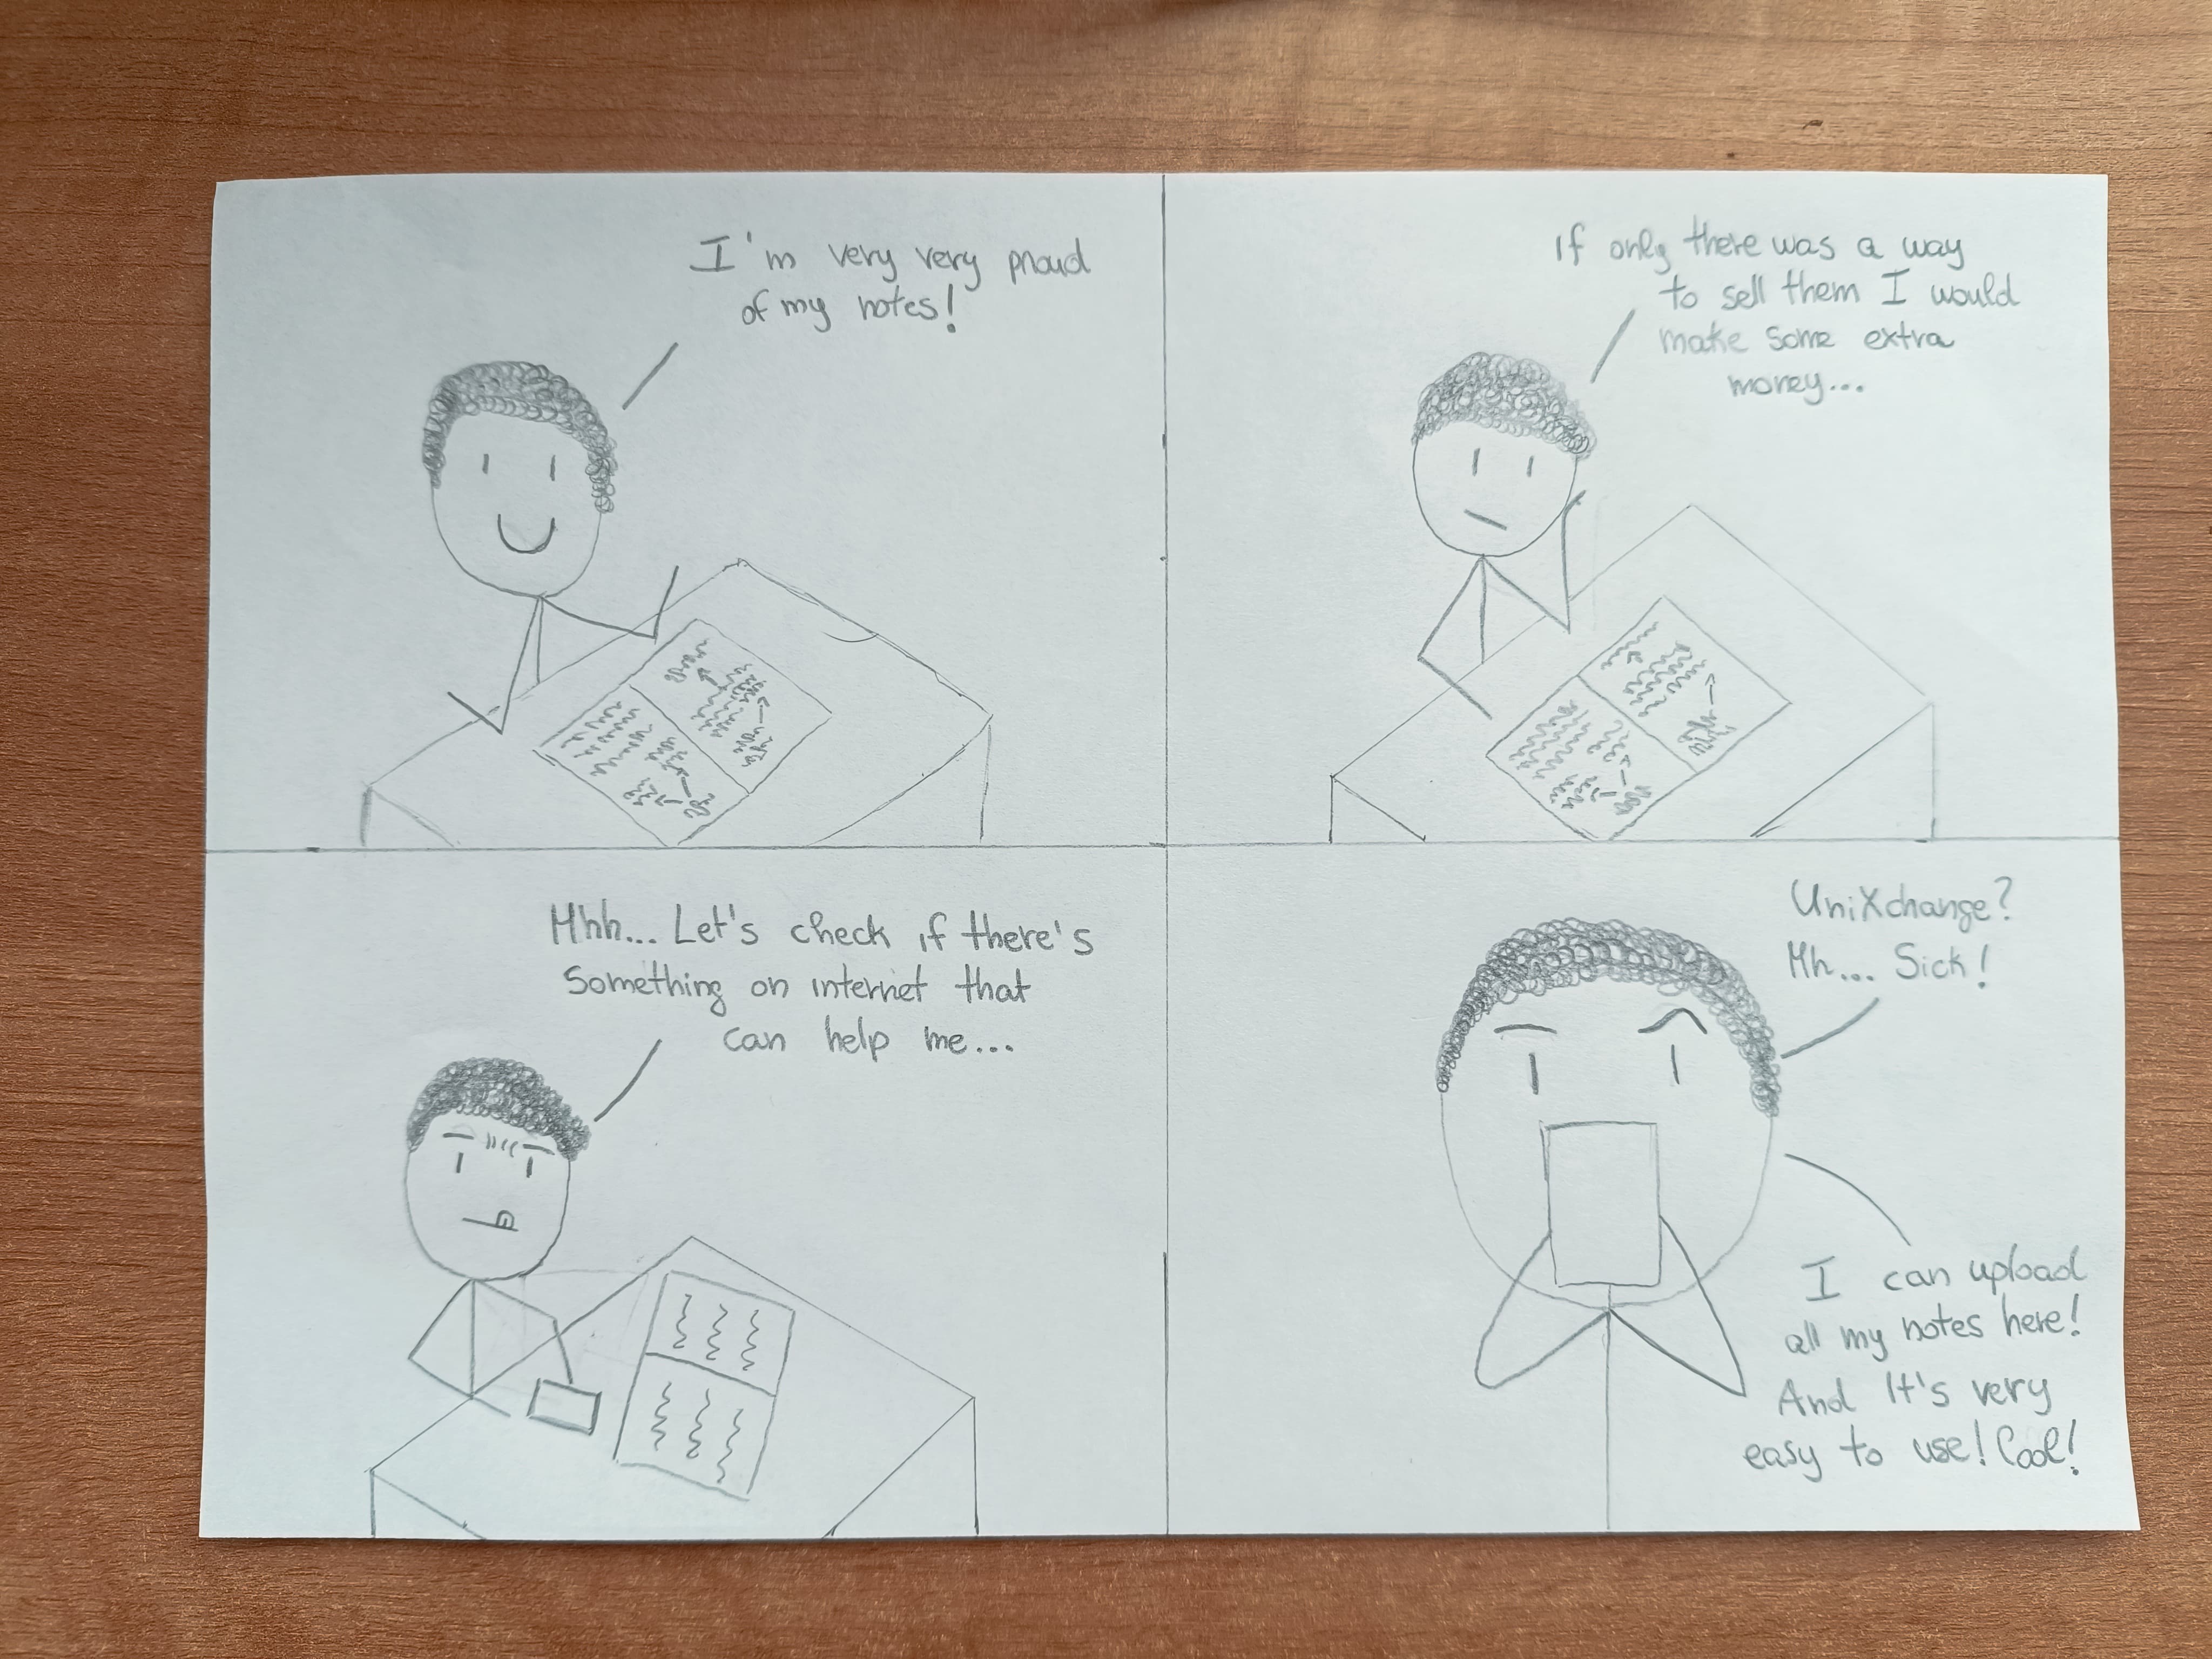 I'm very very proud
of my notes!
If only there was a way
to sell them I would
make some extra
money...
Mhh... Let's check if there's
something on internet that
can help me...
UniXchange?
Mh... Sick!
I can upload
all my notes here!
And It's very
easy to use! Cool!